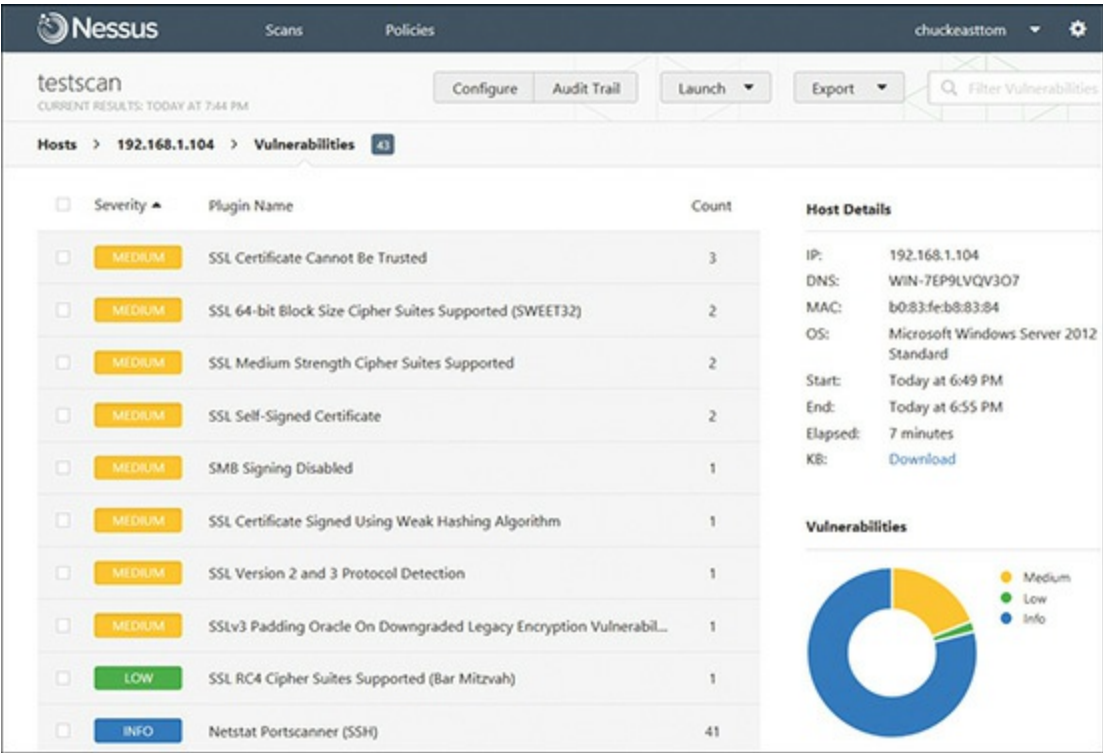 Nessus Scans Policies chuckeasttom
testscan Configure Audit Trail Launch Export Filter Vulnerabilities
CURRENT RESULTS: TODAY AT 7:44 PM
Hosts > 192.168.1.104 > Vulnerabilities 43
Severity Plugin Name Count
MEDIUM SSL Certificate Cannot Be Trusted 3
MEDIUM SSL 64-bit Block Size Cipher Suites Supported (SWEET32) 2
MEDIUM SSL Medium Strength Cipher Suites Supported 2
MEDIUM SSL Self-Signed Certificate 2
MEDIUM SMB Signing Disabled 1
MEDIUM SSL Certificate Signed Using Weak Hashing Algorithm 1
MEDIUM SSL Version 2 and 3 Protocol Detection 1
MEDIUM SSLv3 Padding Oracle On Downgraded Legacy Encryption Vulnerabil... 1
LOW SSL RC4 Cipher Suites Supported (Bar Mitzvah) 1
INFO Netstat Portscanner (SSH) 41
Host Details
IP: 192.168.1.104
DNS: WIN-7EP9LVQV3O7
MAC: b0:83:fe:b8:83:84
OS: Microsoft Windows Server 2012
Standard
Start: Today at 6:49 PM
End: Today at 6:55 PM
Elapsed: 7 minutes
KB: Download
Vulnerabilities
Medium
Low
Info